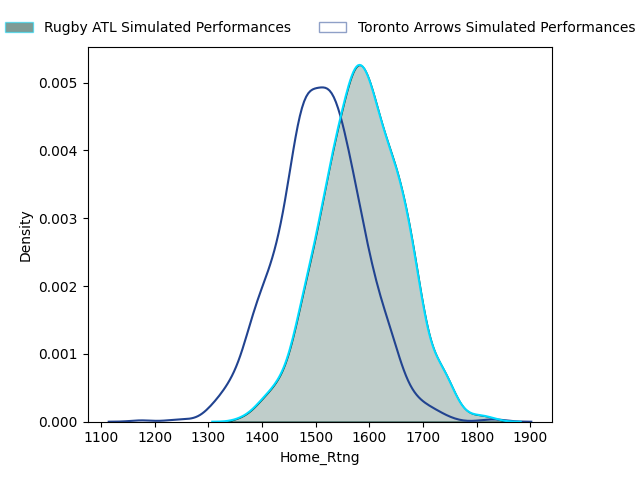 Rugby ATL Simulated Performances
Toronto Arrows Simulated Performances
0.005
0.004
0.003
0.002
0.001
0.000
Density
1100 1200 1300 1400 1500 1600 1700 1800 1900
Home_Rtng